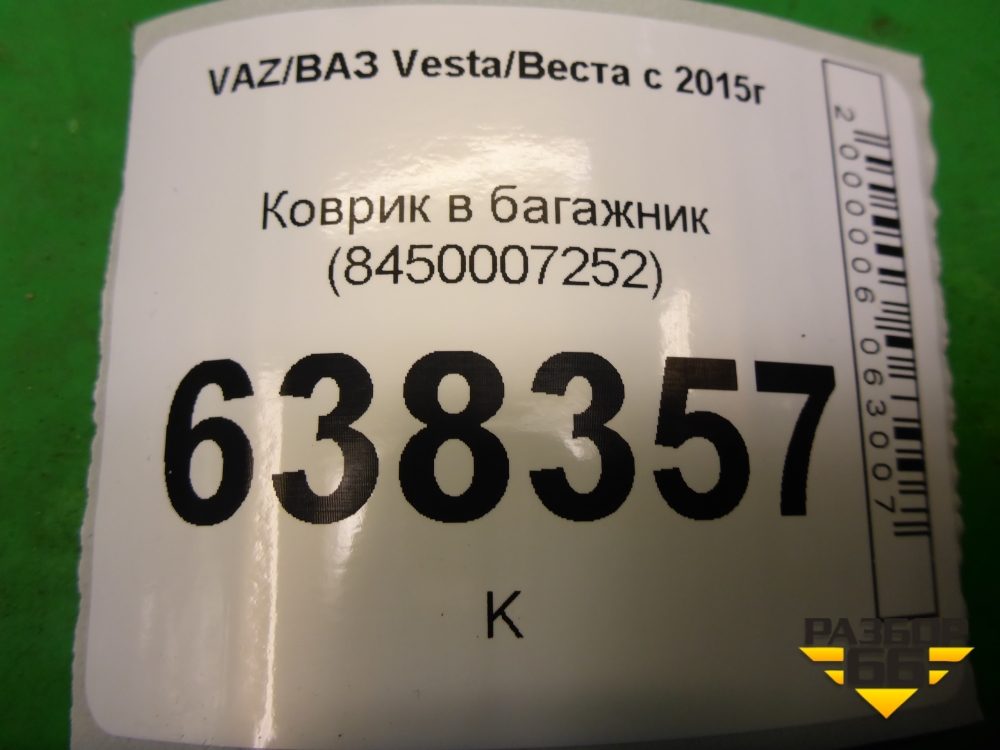 VAZ/ВАЗ Vesta/Веста с 2015г
Коврик в багажник
(8450007252)
638357
К
2000006063007
РАЗБОР
66